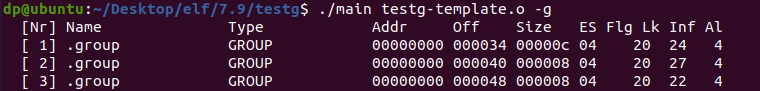 dp@ubuntu:~/Desktop/elf/7.9/testg$ ./main testg-template.o -g
[Nr] Name Type Addr Off Size ES Flg Lk Inf Al
[ 1] .group GROUP 00000000 000034 00000c 04 20 24 4
[ 2] .group GROUP 00000000 000040 000008 04 20 27 4
[ 3] .group GROUP 00000000 000048 000008 04 20 22 4